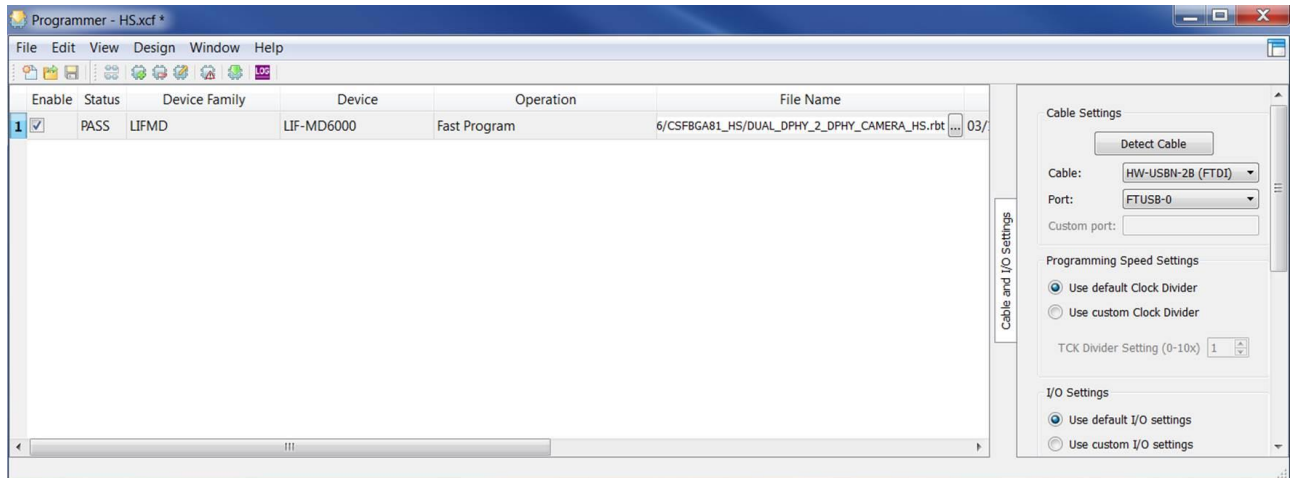 Programmer - HS.xcf *
File Edit View Design Window Help
LOG
Enable Status Device Family Device Operation File Name
1 PASS LIFMD LIF-MD6000 Fast Program 6/CSFBGA81_HS/DUAL_DPHY_2_DPHY_CAMERA_HS.rbt ... 03/
Cable and I/O Settings
Cable Settings
Detect Cable
Cable: HW-USBN-2B (FTDI)
Port: FTUSB-0
Custom port:
Programming Speed Settings
Use default Clock Divider
Use custom Clock Divider
TCK Divider Setting (0-10x) 1
I/O Settings
Use default I/O settings
Use custom I/O settings